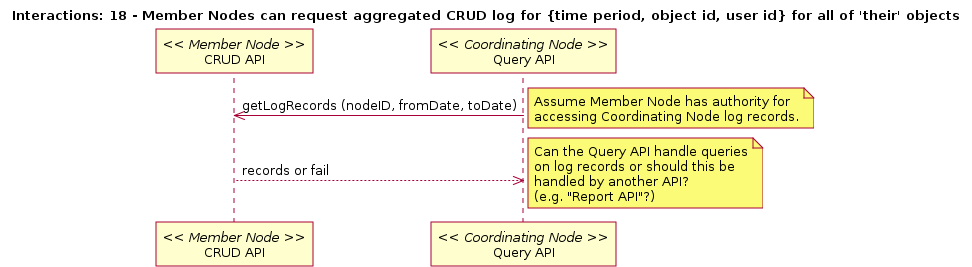 Interactions: 18 - Member Nodes can request aggregated CRUD log for {time period, object id, user id} for all of 'their' objects
<< Member Node >>
CRUD API
<< Coordinating Node >>
Query API
getLogRecords (nodeID, fromDate, toDate)
Assume Member Node has authority for
accessing Coordinating Node log records.
Can the Query API handle queries
on log records or should this be
handled by another API?
(e.g. "Report API"?)
records or fail
<< Member Node >>
CRUD API
<< Coordinating Node >>
Query API